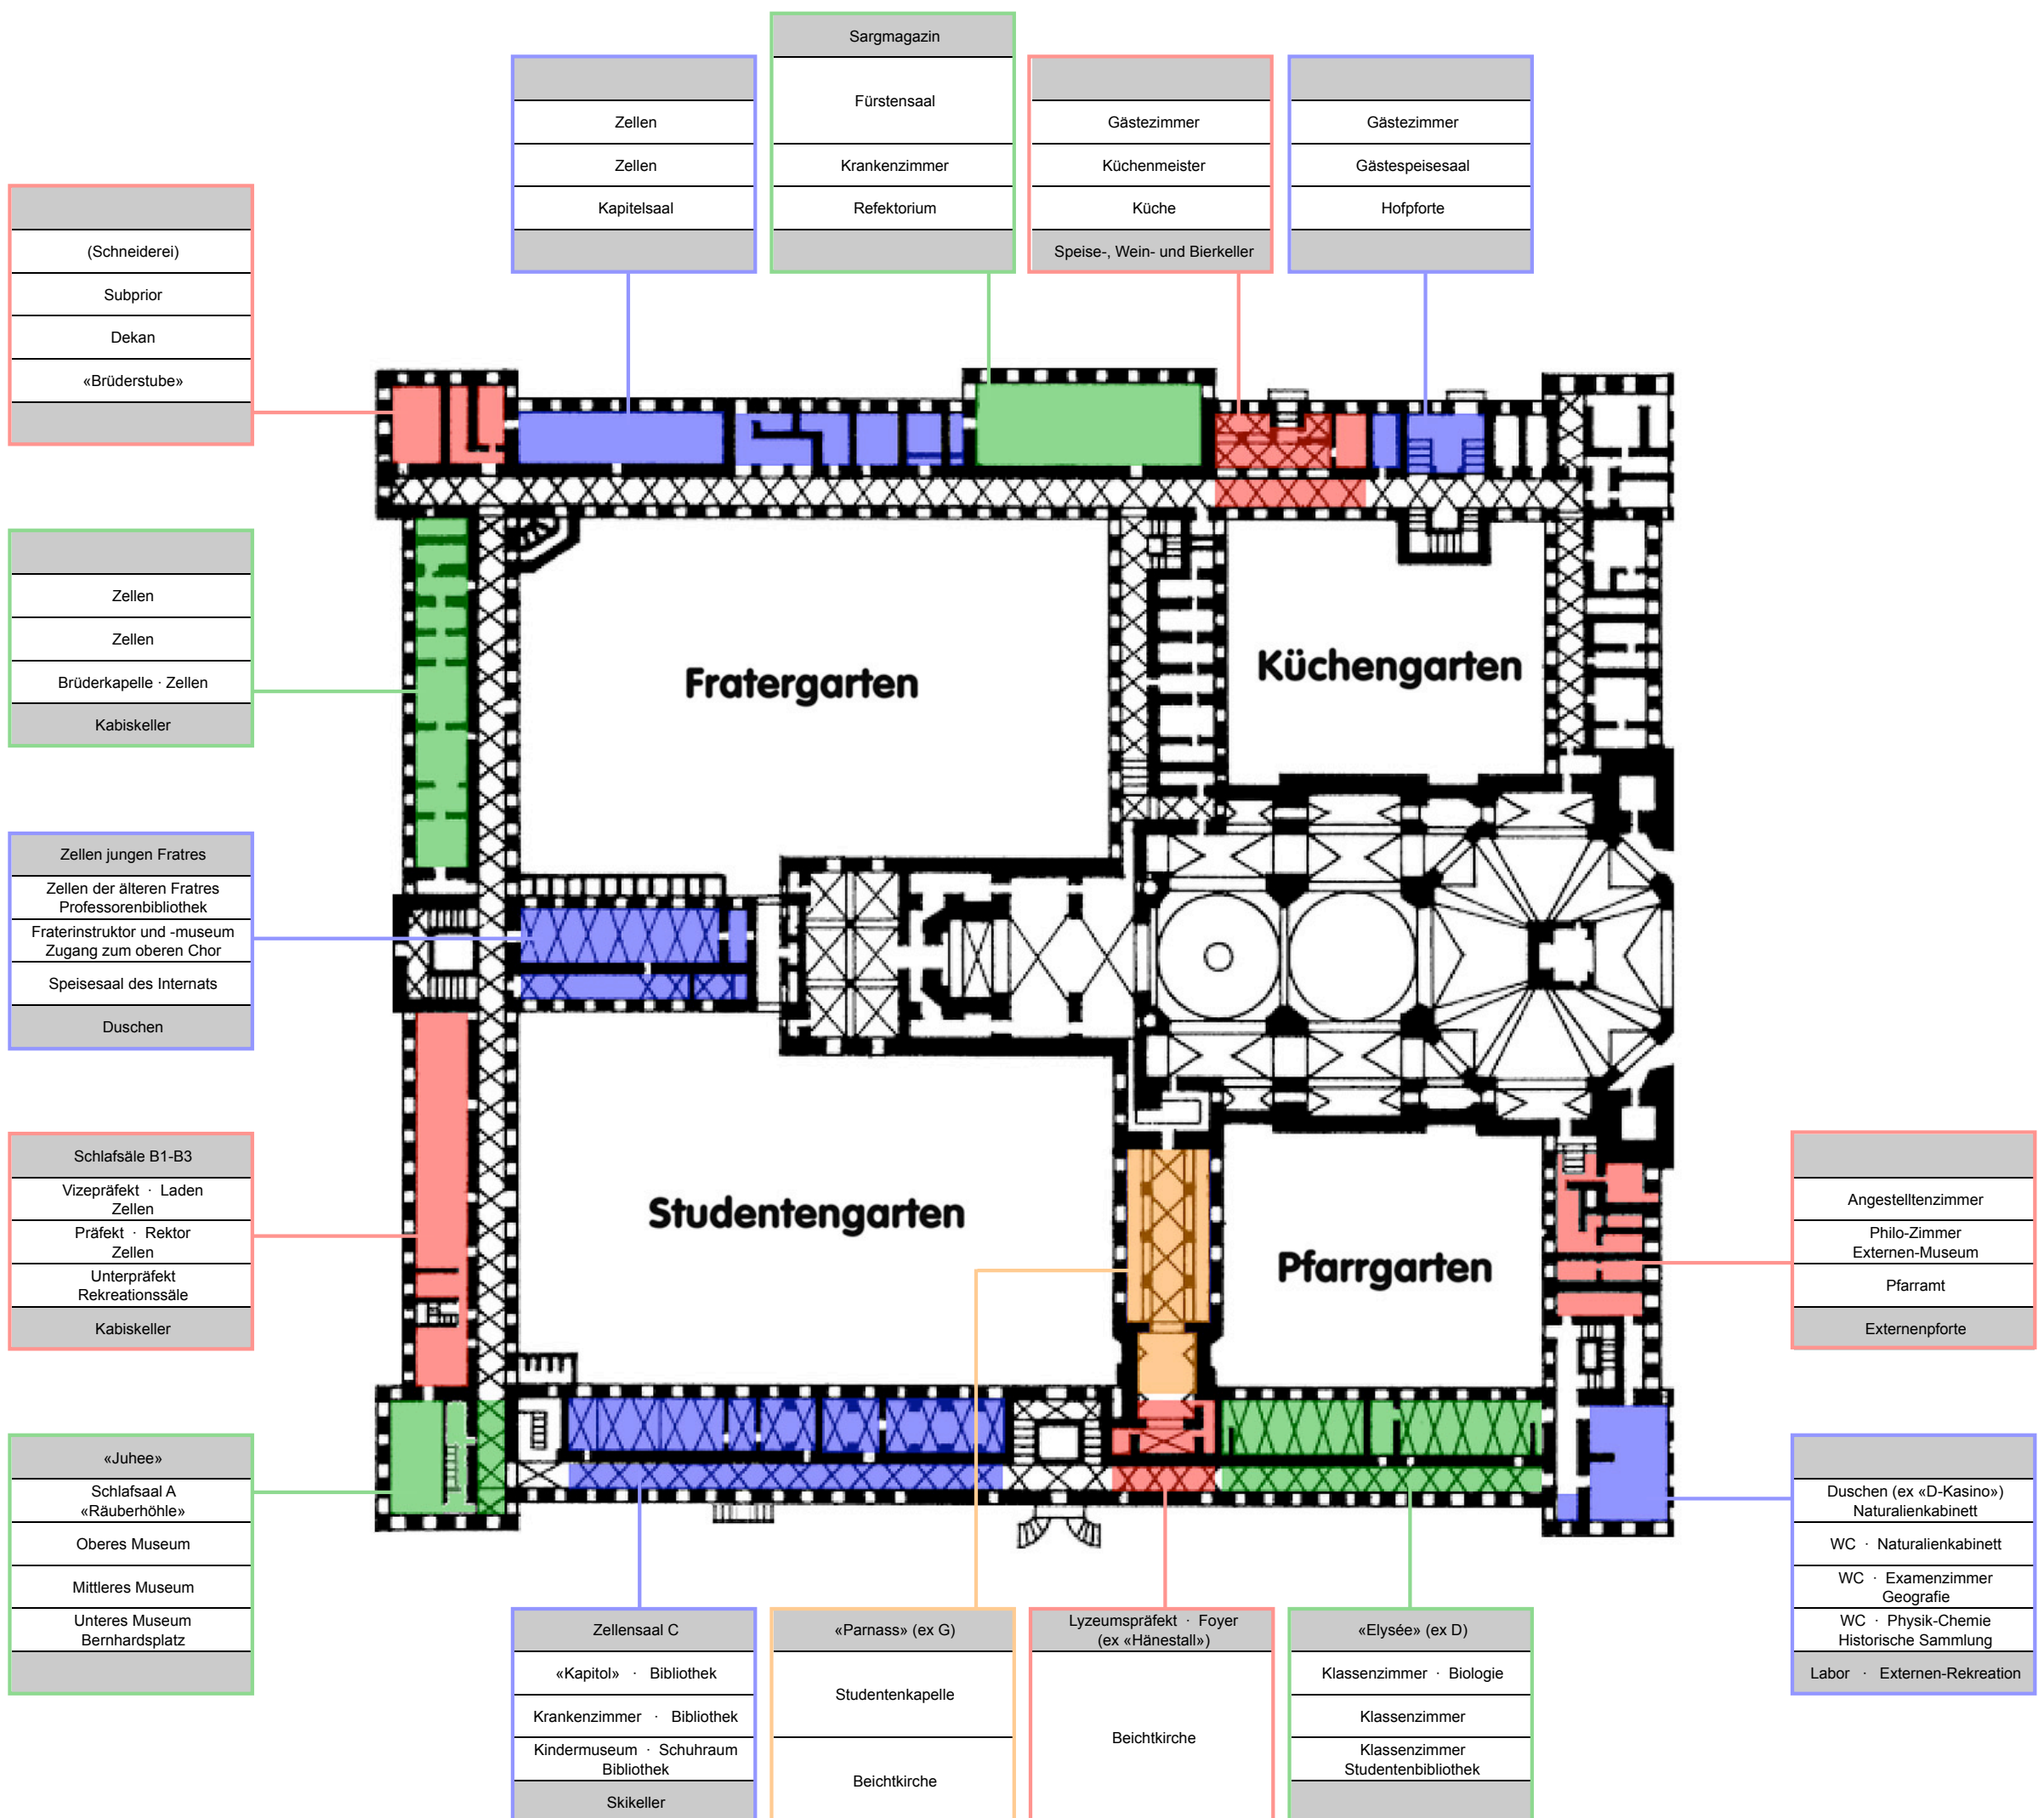 Sargmagazin
Fürstensaal
Krankenzimmer
Refektorium
Zellen
Zellen
Kapitelsaal
Gästezimmer
Küchenmeister
Küche
Speise-, Wein- und Bierkeller
Gästezimmer
Gästespeisesaal
Hofpforte
(Schneiderei)
Subprior
Dekan
«Brüderstube»
Zellen
Zellen
Brüderkapelle · Zellen
Kabiskeller
Fratergarten
Küchengarten
Zellen jungen Fratres
Zellen der älteren Fratres
Professorenbibliothek
Fraterinstruktor und -museum
Zugang zum oberen Chor
Speisesaal des Internats
Duschen
Schlafsäle B1-B3
Vizepräfekt · Laden
Zellen
Präfekt · Rektor
Zellen
Unterpräfekt
Rekreationssäle
Kabiskeller
Studentengarten
Pfarrgarten
Angestelltenzimmer
Philo-Zimmer
Externen-Museum
Pfarramt
Externenpforte
«Juhee»
Schlafsaal A
«Räuberhöhle»
Oberes Museum
Mittleres Museum
Unteres Museum
Bernhardsplatz
Zellensaal C
«Kapitol» · Bibliothek
Krankenzimmer · Bibliothek
Kindermuseum · Schuhraum
Bibliothek
Skikeller
«Parnass» (ex G)
Studentenkapelle
Beichtkirche
Lyzeumspräfekt · Foyer
(ex «Hänestall»)
Beichtkirche
«Elysée» (ex D)
Klassenzimmer · Biologie
Klassenzimmer
Klassenzimmer
Studentenbibliothek
Duschen (ex «D-Kasino»)
Naturalienkabinett
WC · Naturalienkabinett
WC · Examenzimmer
Geografie
WC · Physik-Chemie
Historische Sammlung
Labor · Externen-Rekreation